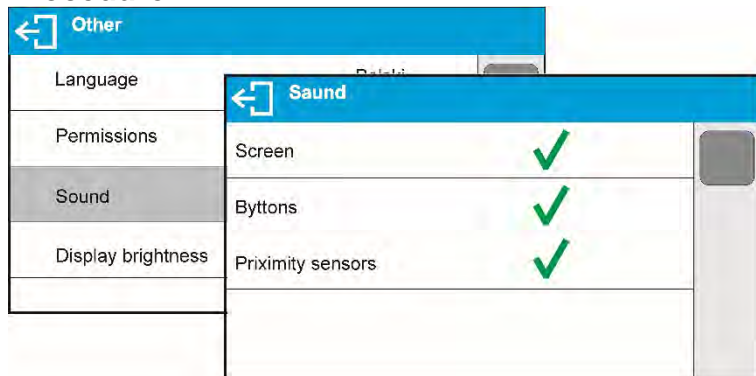 Other
Language
Permissions
Sound
Display brightness
Saund
Screen
Byttons
Priximity sensors